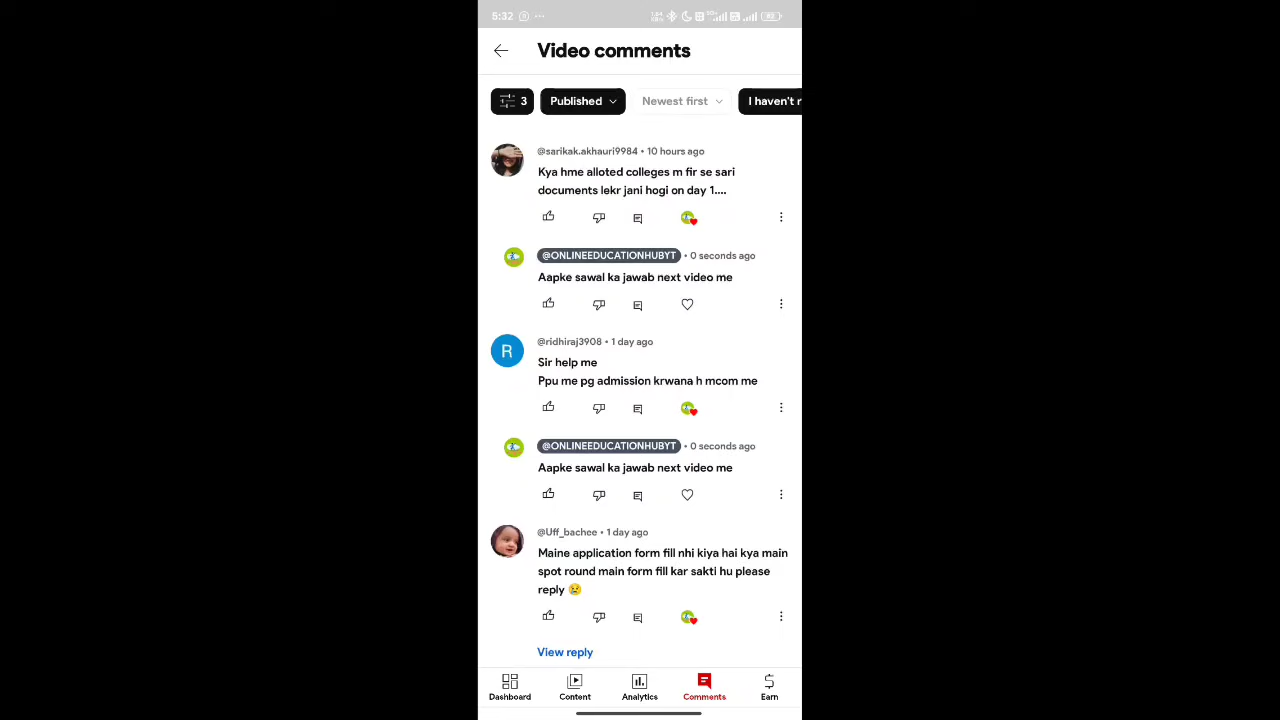 5:32
Video comments
3
Published
Newest first
I haven't r
@sarikak.akhauri9984 • 10 hours ago
Kya hme alloted colleges m fir se sari
documents lekr jani hogi on day 1....
@ONLINEEDUCATIONHUBYT • 0 seconds ago
Aapke sawal ka jawab next video me
R
@ridhiraj3908 • 1 day ago
Sir help me
Ppu me pg admission krwana h mcom me
@ONLINEEDUCATIONHUBYT • 0 seconds ago
Aapke sawal ka jawab next video me
@Uff_bachee • 1 day ago
Maine application form fill nhi kiya hai kya main
spot round main form fill kar sakti hu please
reply 😢
View reply
Dashboard
Content
Analytics
Comments
Earn